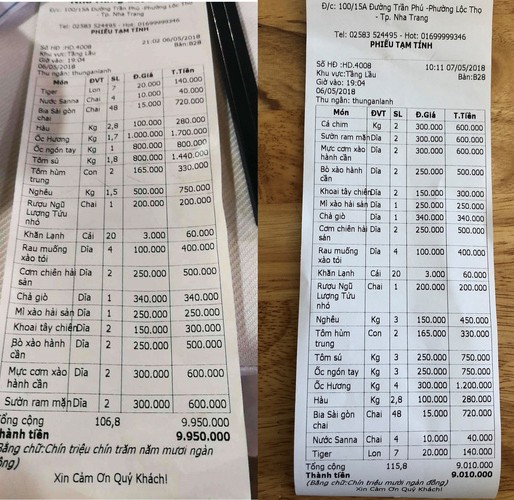 Đ/c: 100/15A Đường Trần Phú -Phường Lộc Thọ
- Tp. Nha Trang
Tel: 02583 524495 - Hot: 01699999346
PHIẾU TẠM TÍNH
21:02 06/05/2018
Số HĐ :HD.4008
Khu vực:Tầng Lầu
Bàn:B28
Giờ vào: 19:04
06/05/2018
Thu ngân: thunganlanh
Món ĐVT SL Đ.Giá T.Tiền
Tiger Lon 7 20.000 140.000
Nước Sanna Chai 4 10.000 40.000
Bia Sài gòn Chai 48 15.000 720.000
chai
Hàu Kg 2,8 100.000 280.000
Ốc Hương Kg 1,7 1.000.000 1.700.000
Ốc ngón tay Kg 1 800.000 800.000
Tôm sú Kg 1,8 800.000 1.440.000
Tôm hùm Con 2 165.000 330.000
trung
Nghêu Kg 1,5 500.000 750.000
Rượu Ngũ Chai 1 200.000 200.000
Lượng Tửu
nhỏ
Khăn Lạnh Cái 20 3.000 60.000
Rau muống Dĩa 4 100.000 400.000
xào tỏi
Cơm chiên hải Dĩa 2 250.000 500.000
sản
Chả giò Dĩa 1 340.000 340.000
Mì xào hải sản Dĩa 1 250.000 250.000
Khoai tây chiên Dĩa 2 150.000 300.000
Bò xào hành Dĩa 2 250.000 500.000
cần
Mực cơm xào Dĩa 2 300.000 600.000
hành cần
Sườn ram mặn Dĩa 2 300.000 600.000
Tổng cộng 106,8 9.950.000
Thành tiền 9.950.000
(Bằng chữ:Chín triệu chín trăm năm mươi ngàn
đồng)
Xin Cảm Ơn Quý Khách!
Đ/c: 100/15A Đường Trần Phú -Phường Lộc Thọ
- Tp. Nha Trang
Tel: 02583 524495 - Hot: 01699999346
PHIẾU TẠM TÍNH
Số HĐ :HD.4008
10:11 07/05/2018
Khu vực:Tầng Lầu
Bàn:B28
Giờ vào: 19:04
06/05/2018
Thu ngân: thunganlanh
Món ĐVT SL Đ.Giá T.Tiền
Cá chim Kg 2 300.000 600.000
Sườn ram mặn Dĩa 2 300.000 600.000
Mực cơm xào Dĩa 2 300.000 600.000
hành cần
Bò xào hành Dĩa 2 250.000 500.000
cần
Khoai tây chiên Dĩa 2 150.000 300.000
Mì xào hải sản Dĩa 1 250.000 250.000
Chả giò Dĩa 1 340.000 340.000
Cơm chiên hải Dĩa 2 250.000 500.000
sản
Rau muống Dĩa 4 100.000 400.000
xào tỏi
Khăn Lạnh Cái 20 3.000 60.000
Rượu Ngũ Chai 1 200.000 200.000
Lượng Tửu
nhỏ
Nghêu Kg 3 150.000 450.000
Tôm hùm Con 2 165.000 330.000
trung
Tôm sú Kg 3 250.000 750.000
Ốc ngón tay Kg 3 250.000 750.000
Ốc Hương Kg 4 300.000 1.200.000
Hàu Kg 2,8 100.000 280.000
Bia Sài gòn Chai 48 15.000 720.000
chai
Nước Sanna Chai 4 10.000 40.000
Tiger Lon 7 20.000 140.000
Tổng cộng 115,8 9.010.000
Thành tiền 9.010.000
(Bằng chữ:Chín triệu mười ngàn đồng)
Xin Cảm Ơn Quý Khách!